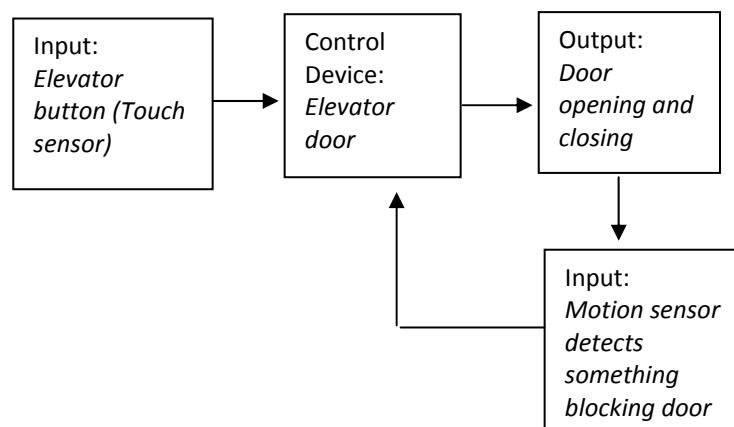 Input:
Elevator
button (Touch
sensor)
Control
Device:
Elevator
door
Output:
Door
opening and
closing
Input:
Motion sensor
detects
something
blocking door